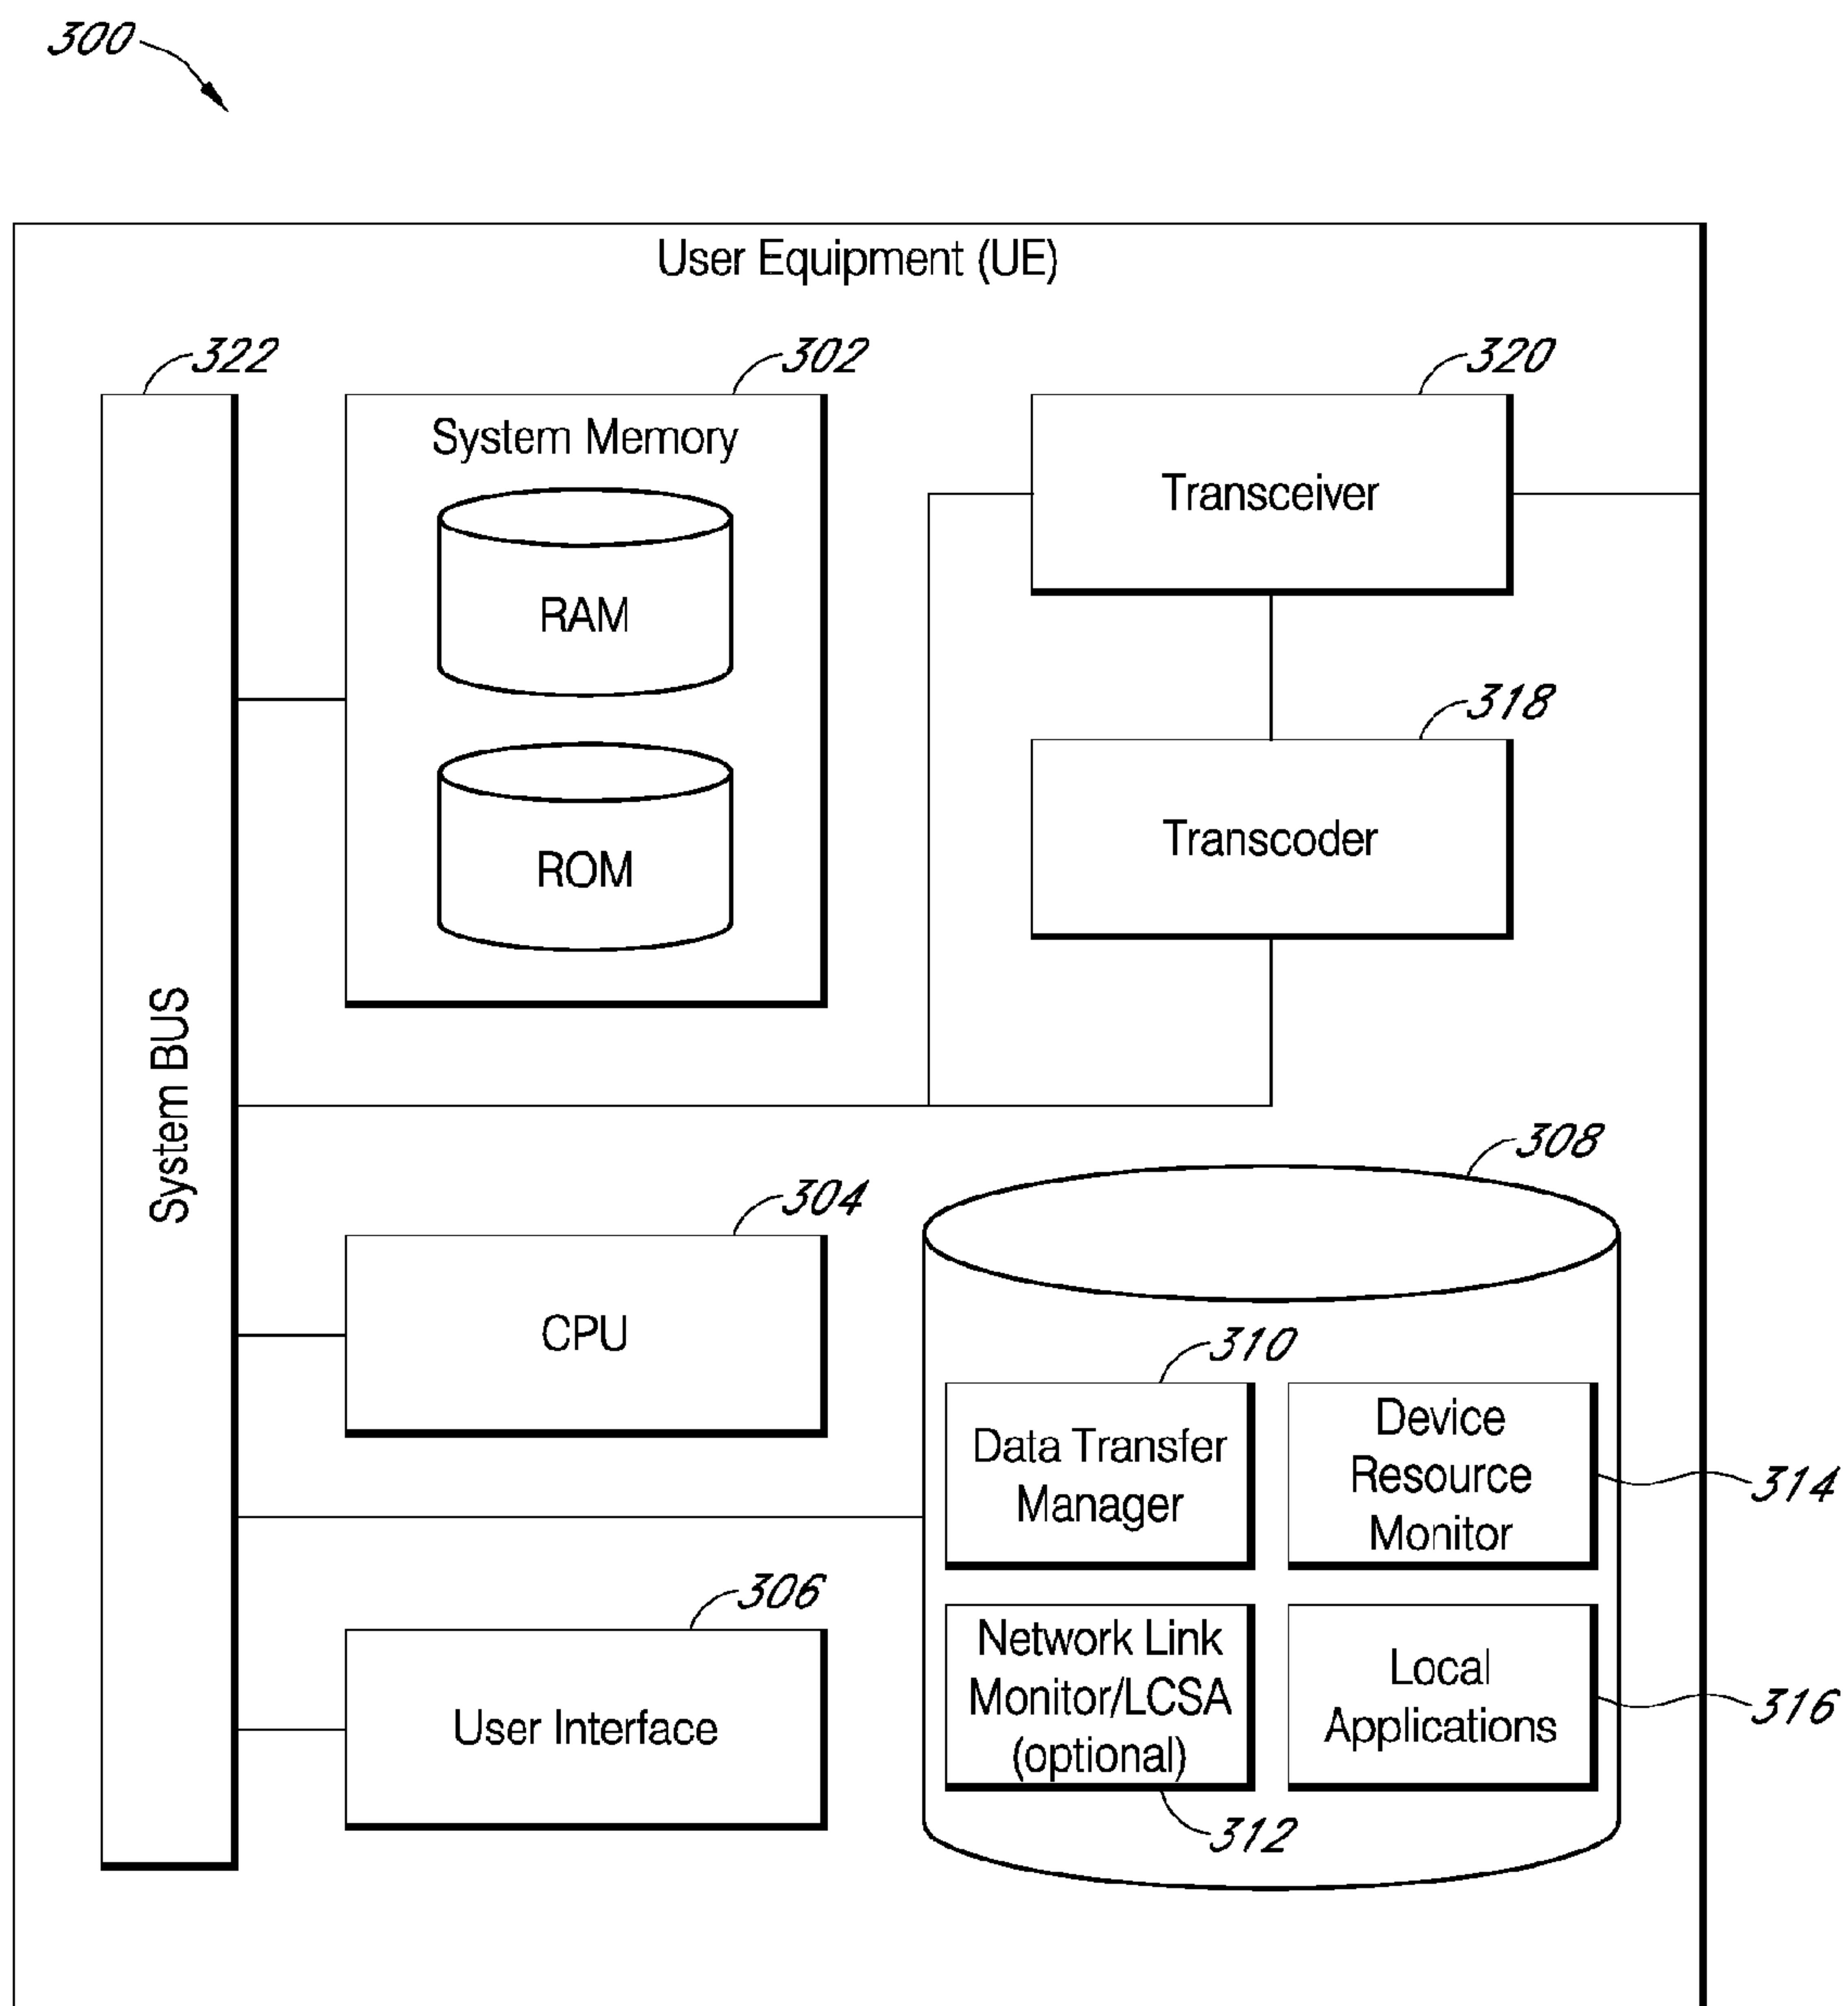 300
User Equipment (UE)
322
302
320
System Memory
Transceiver
RAM
318
Transcoder
ROM
System BUS
308
304
CPU
310
Data Transfer
Manager
Device
Resource
Monitor
314
306
User Interface
Network Link
Monitor/LCSA
(optional)
Local
Applications
316
312